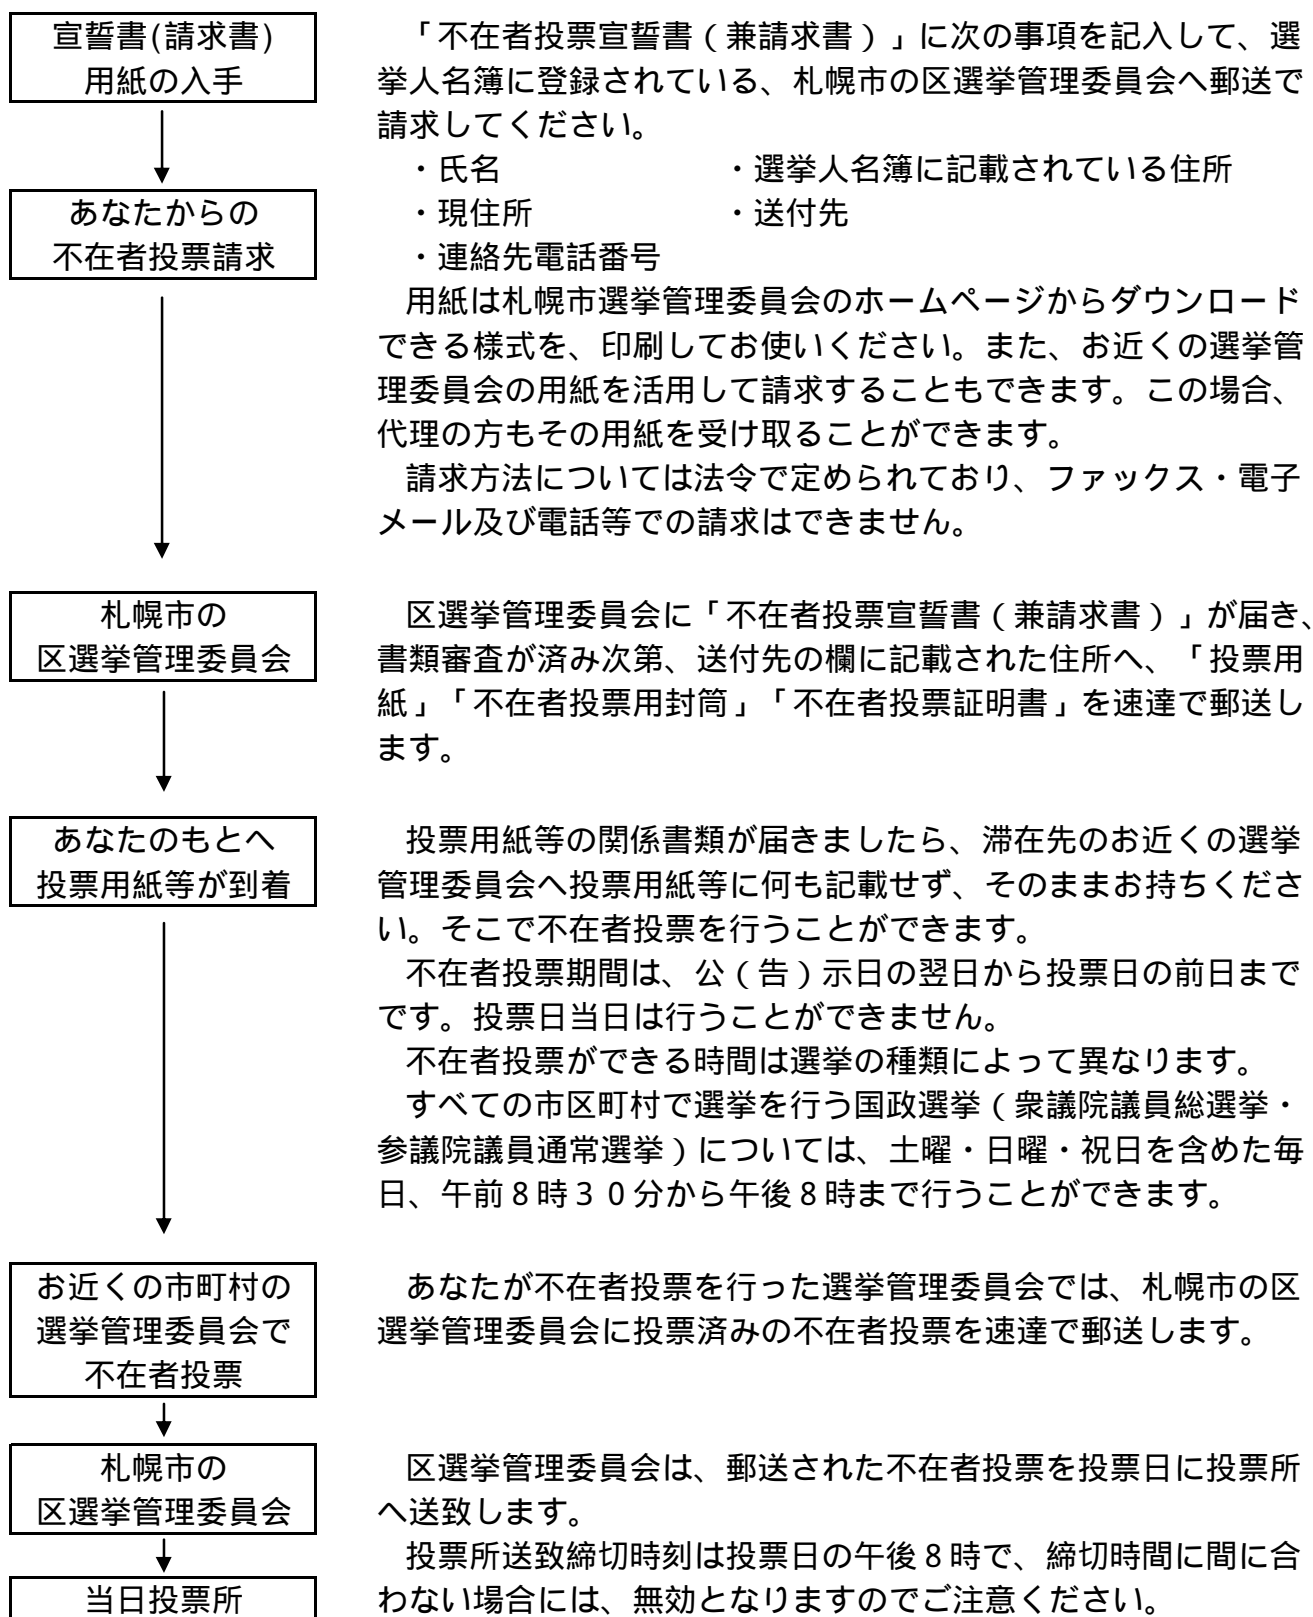 宣誓書(請求書)
用紙の入手
「不在者投票宣誓書(兼請求書)」に次の事項を記入して、選
挙人名簿に登録されている、札幌市の区選挙管理委員会へ郵送で
請求してください。
・氏名 ・選挙人名簿に記載されている住所
あなたからの
不在者投票請求
・現住所 ・送付先
・連絡先電話番号
用紙は札幌市選挙管理委員会のホームページからダウンロード
できる様式を、印刷してお使いください。また、お近くの選挙管
理委員会の用紙を活用して請求することもできます。この場合、
代理の方もその用紙を受け取ることができます。
請求方法については法令で定められており、ファックス・電子
メール及び電話等での請求はできません。
札幌市の
区選挙管理委員会
区選挙管理委員会に「不在者投票宣誓書(兼請求書)」が届き、
書類審査が済み次第、送付先の欄に記載された住所へ、「投票用
紙」「不在者投票用封筒」「不在者投票証明書」を速達で郵送し
ます。
あなたのもとへ
投票用紙等が到着
投票用紙等の関係書類が届きましたら、滞在先のお近くの選挙
管理委員会へ投票用紙等に何も記載せず、そのままお持ちくださ
い。そこで不在者投票を行うことができます。
不在者投票期間は、公(告)示日の翌日から投票日の前日まで
です。投票日当日は行うことができません。
不在者投票ができる時間は選挙の種類によって異なります。
すべての市区町村で選挙を行う国政選挙(衆議院議員総選挙・
参議院議員通常選挙)については、土曜・日曜・祝日を含めた毎
日、午前8時30分から午後8時まで行うことができます。
お近くの市町村の
選挙管理委員会で
不在者投票
あなたが不在者投票を行った選挙管理委員会では、札幌市の区
選挙管理委員会に投票済みの不在者投票を速達で郵送します。
札幌市の
区選挙管理委員会
区選挙管理委員会は、郵送された不在者投票を投票日に投票所
へ送致します。
投票所送致締切時刻は投票日の午後8時で、締切時間に間に合
わない場合には、無効となりますのでご注意ください。
当日投票所